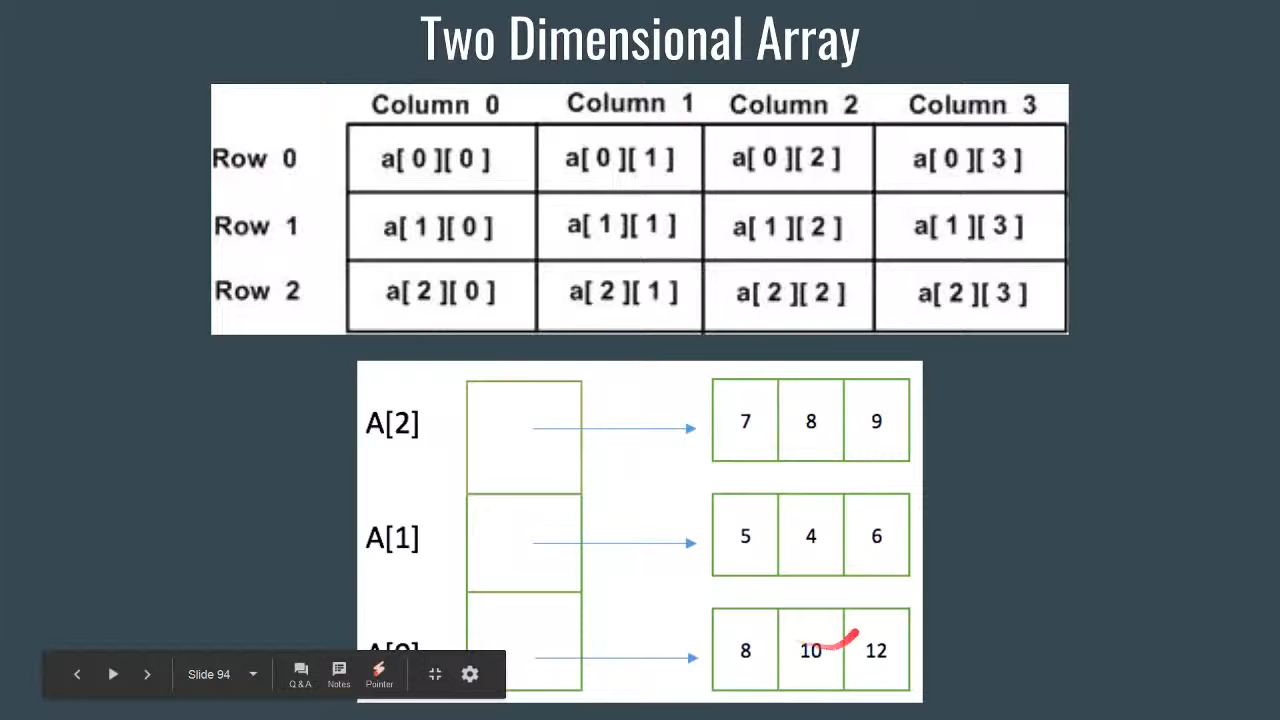 Two Dimensional Array
Column 0 Column 1 Column 2 Column 3
Row 0 a[ 0 ][ 0 ] a[ 0 ][ 1 ] a[ 0 ][ 2 ] a[ 0 ][ 3 ]
Row 1 a[ 1 ][ 0 ] a[ 1 ][ 1 ] a[ 1 ][ 2 ] a[ 1 ][ 3 ]
Row 2 a[ 2 ][ 0 ] a[ 2 ][ 1 ] a[ 2 ][ 2 ] a[ 2 ][ 3 ]
A[2] 7 8 9
A[1] 5 4 6
8 10 12
Slide 94
Q & A Notes Pointer